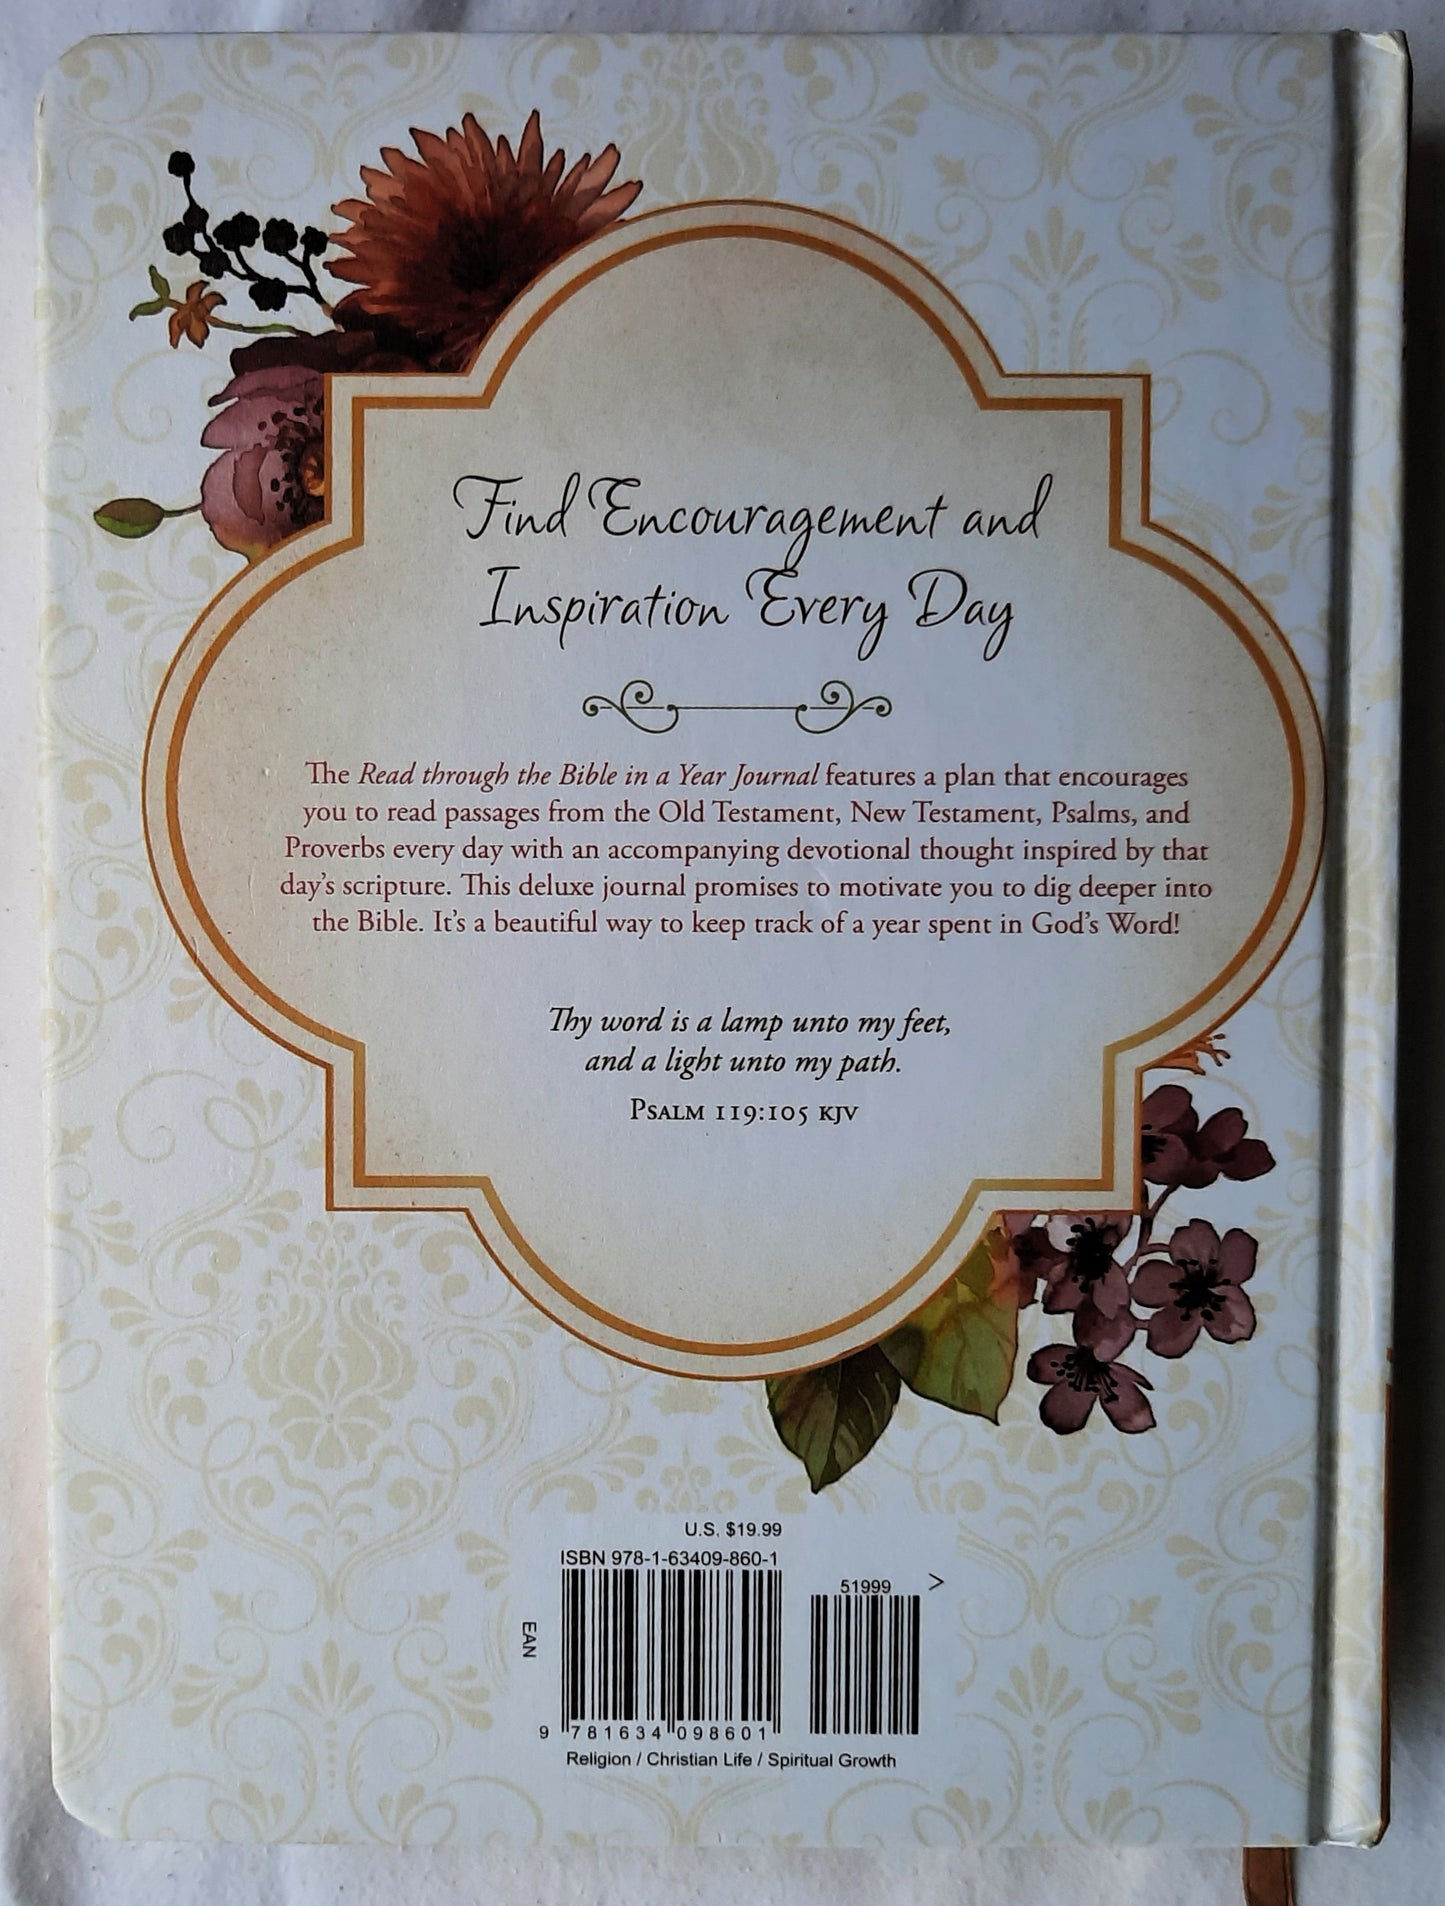 Find Encouragement and
Inspiration Every Day
The Read through the Bible in a Year Journal features a plan that encourages
you to read passages from the Old Testament, New Testament, Psalms, and
Proverbs every day with an accompanying devotional thought inspired by that
day's scripture. This deluxe journal promises to motivate you to dig deeper into
the Bible. It's a beautiful way to keep track of a year spent in God's Word!
Thy word is a lamp unto my feet,
and a light unto my path.
Psalm 119:105 KJV
U.S. $19.99
ISBN 978-1-63409-860-1
51999 >
EAN
9 781634 098601
Religion / Christian Life / Spiritual Growth